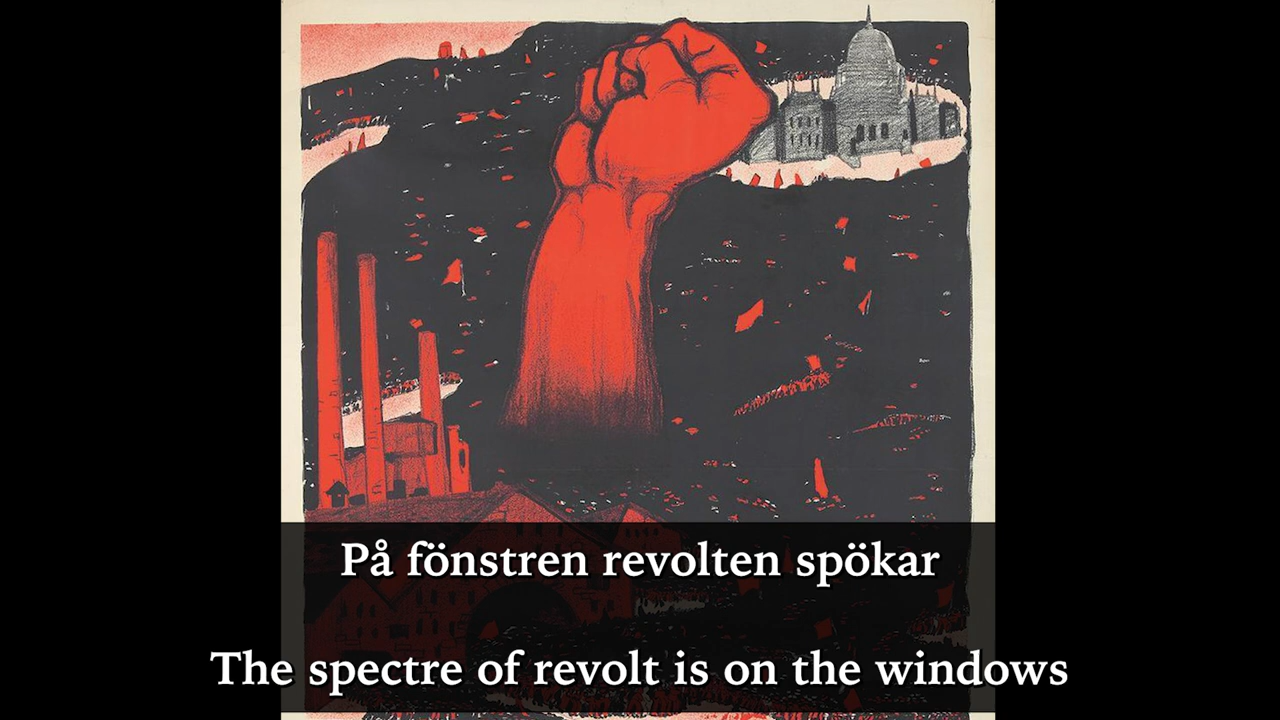 På fönstren revolten spökar
The spectre of revolt is on the windows